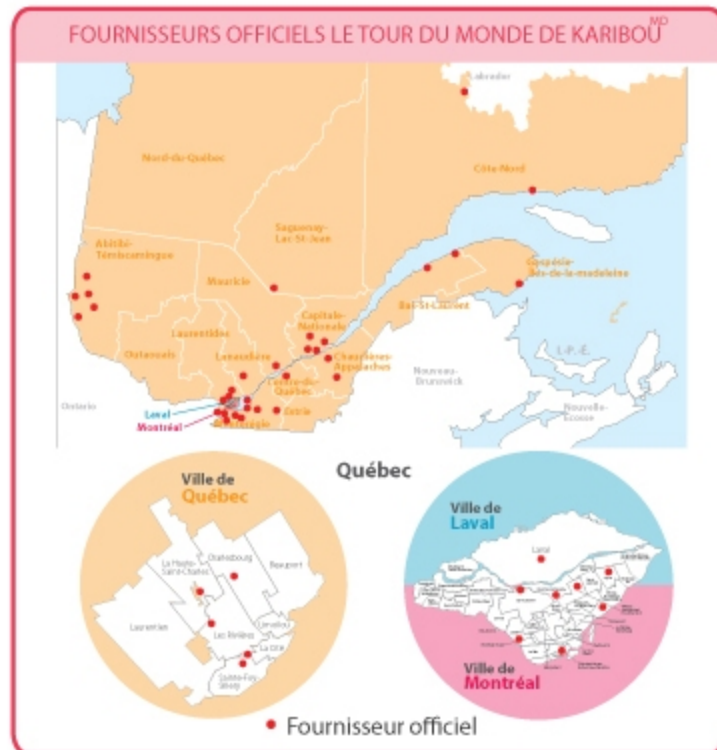 FOURNISSEURS OFFICIELS LE TOUR DU MONDE DE KARIBOU MD
Labrador
Nord-du-Québec
Côte-Nord
Saguenay-
Lac-St-Jean
Abitibi-
Témiscamingue
Gaspésie-
Îles-de-la-madeleine
Mauricie
Bas-St-Laurent
Capitale-
Nationale
Laurentides
Outaouais
Lanaudière
Chaudières-
Appalaches
I.-P.-É.
Centre-du-
Québec
Nouveau-
Brunswick
Ontario
Nouvelle-
Écosse
Laval
Estrie
Montréal
Montérégie
Québec
Ville de
Québec
La Haute-
Saint-Charles
Charlesbourg
Beauport
Laurentien
Limoilou
Les Rivières
La Cité
Sainte-Foy
Sillery
Ville de
Laval
Laval
Ville de
Montréal
Fournisseur officiel